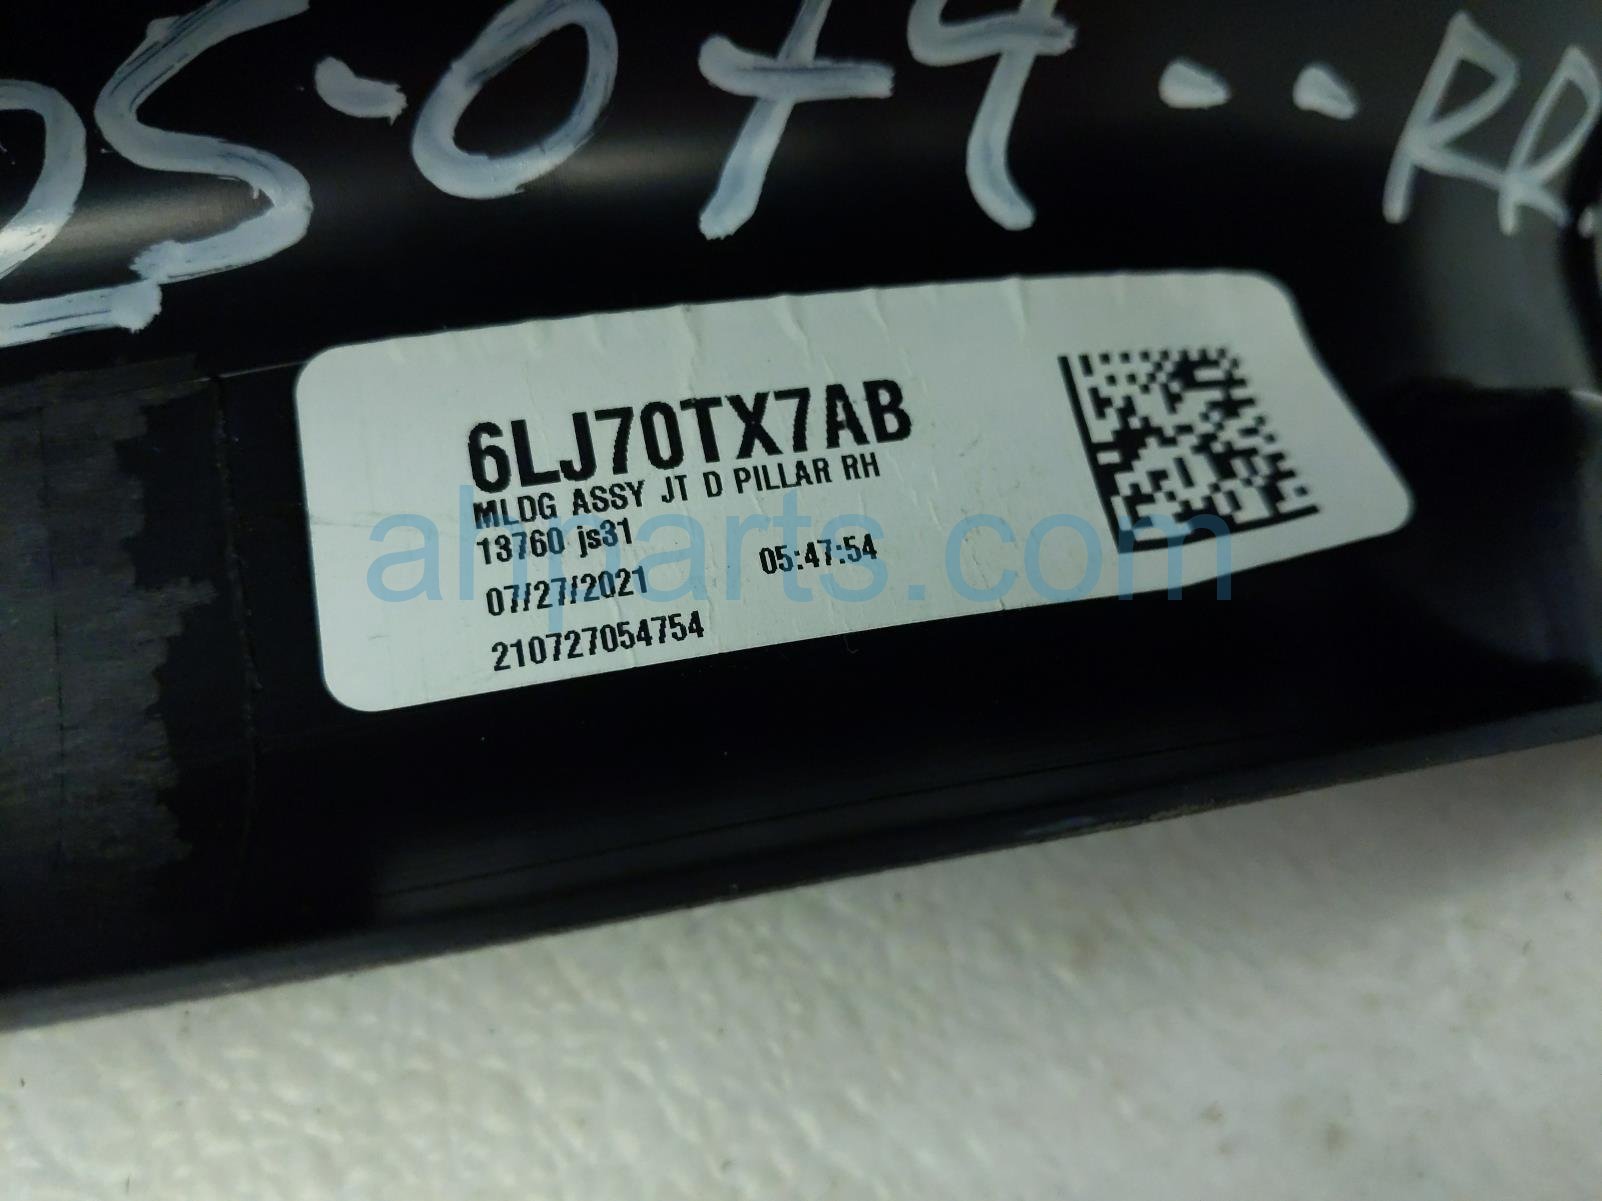 25.079..RR.
6LJ70TX7AB
MLDG ASSY JT D PILLAR RH
13760 js31
07/27/2021 05:47:54
210727054754
ahparts.com